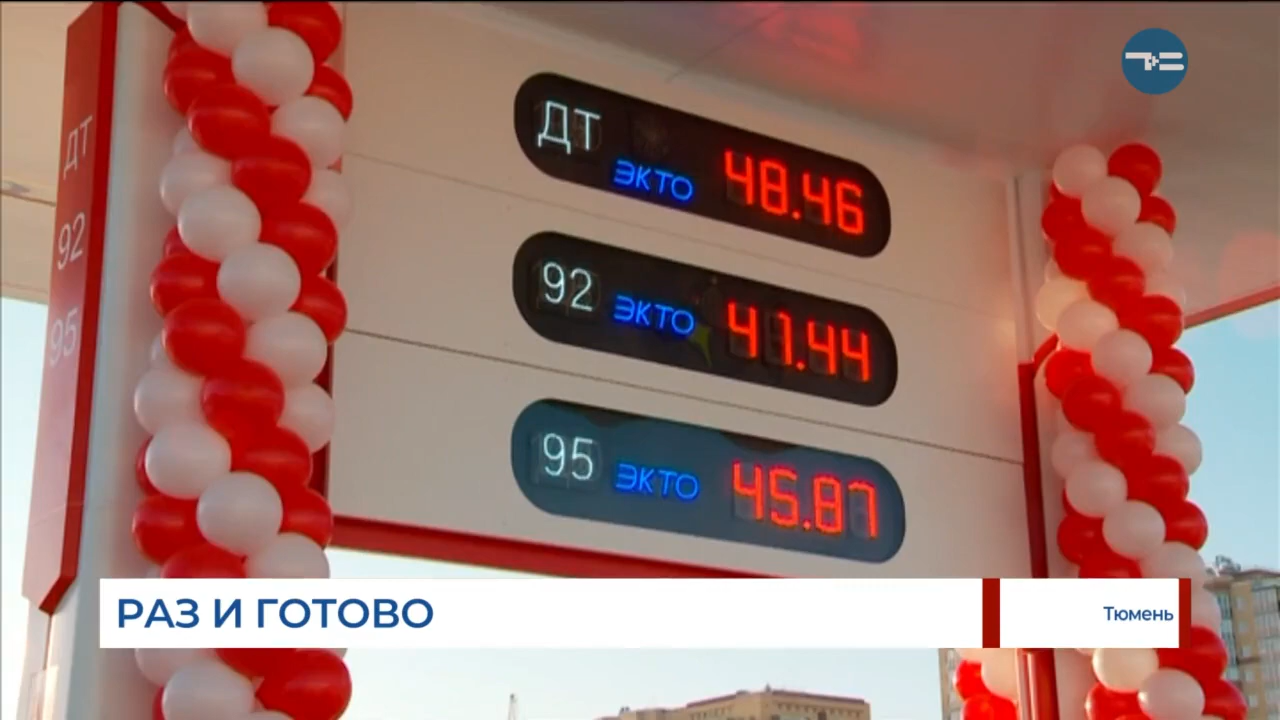 ДТ
92
95
ДТ ЭКТО 48.46
92 ЭКТО 41.44
95 ЭКТО 45.87
РАЗ И ГОТОВО
Тюмень